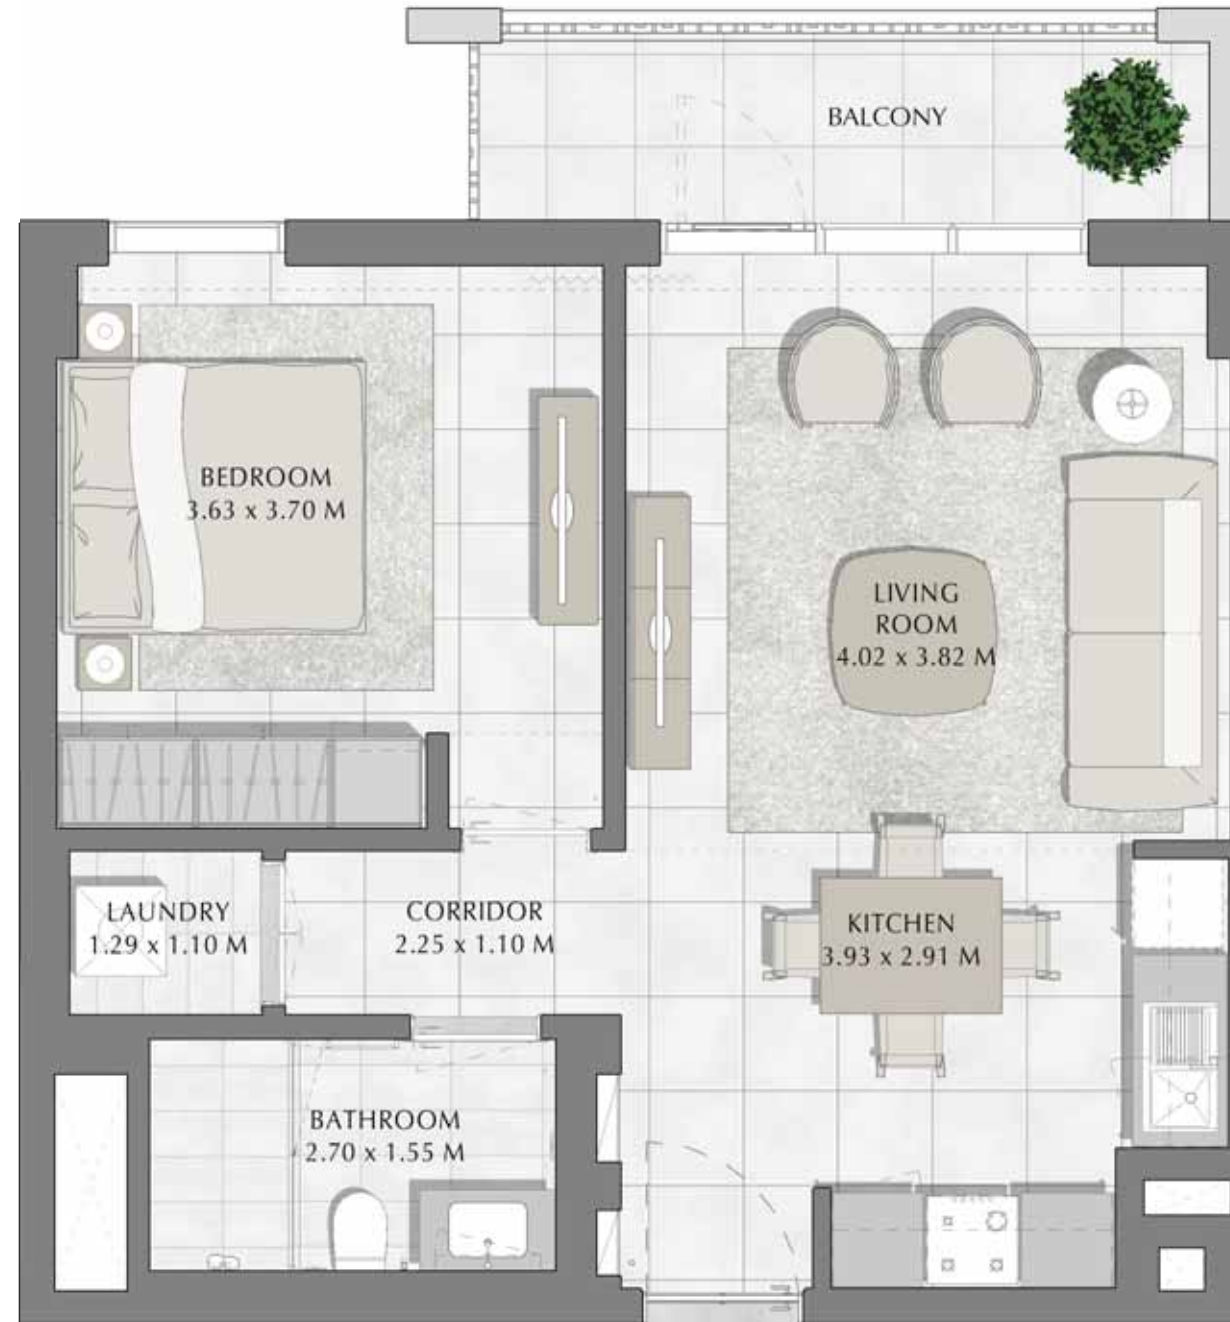 BALCONY
BEDROOM
3.63 x 3.70 M
LIVING
ROOM
4.02 x 3.82 M
LAUNDRY
1.29 x 1.10 M
CORRIDOR
2.25 x 1.10 M
KITCHEN
3.93 x 2.91 M
BATHROOM
2.70 x 1.55 M